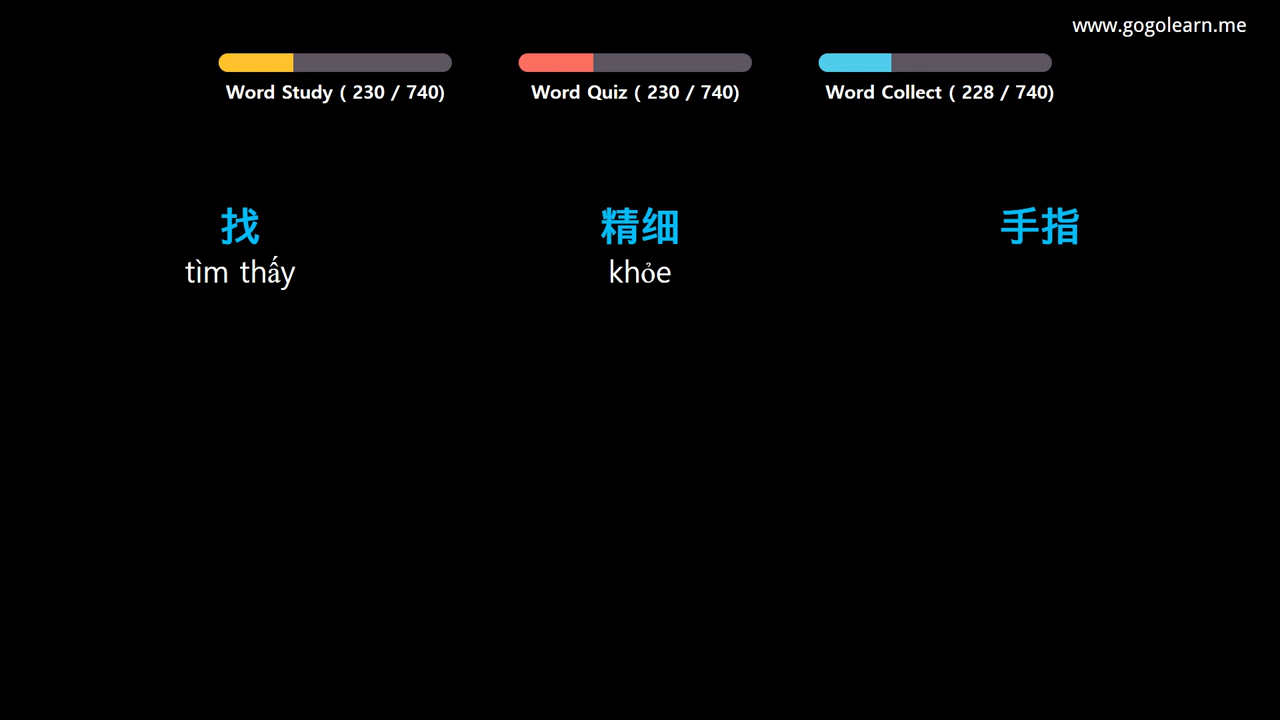 www.gogolearn.me
Word Study ( 230 / 740)
Word Quiz ( 230 / 740)
Word Collect ( 228 / 740)
找
tìm thấy
精细
khỏe
手指